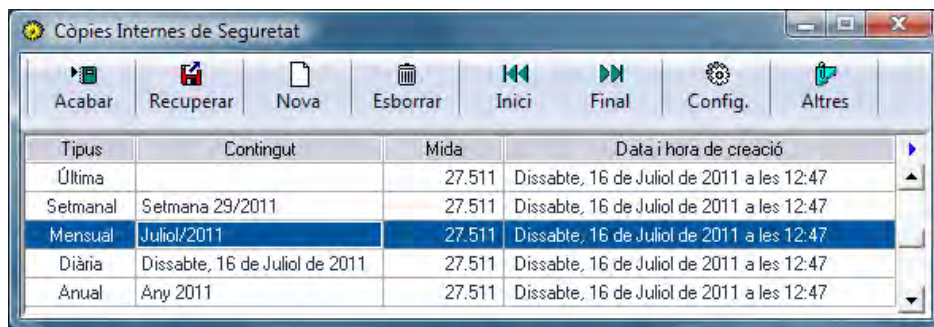 Còpies Internes de Seguretat
Acabar Recuperar Nova Esborrar Inici Final Config. Altres
Tipus Contingut Mida Data i hora de creació
Última 27.511 Dissabte, 16 de Juliol de 2011 a les 12:47
Setmanal Setmana 29/2011 27.511 Dissabte, 16 de Juliol de 2011 a les 12:47
Mensual Juliol/2011 27.511 Dissabte, 16 de Juliol de 2011 a les 12:47
Diària Dissabte, 16 de Juliol de 2011 27.511 Dissabte, 16 de Juliol de 2011 a les 12:47
Anual Any 2011 27.511 Dissabte, 16 de Juliol de 2011 a les 12:47